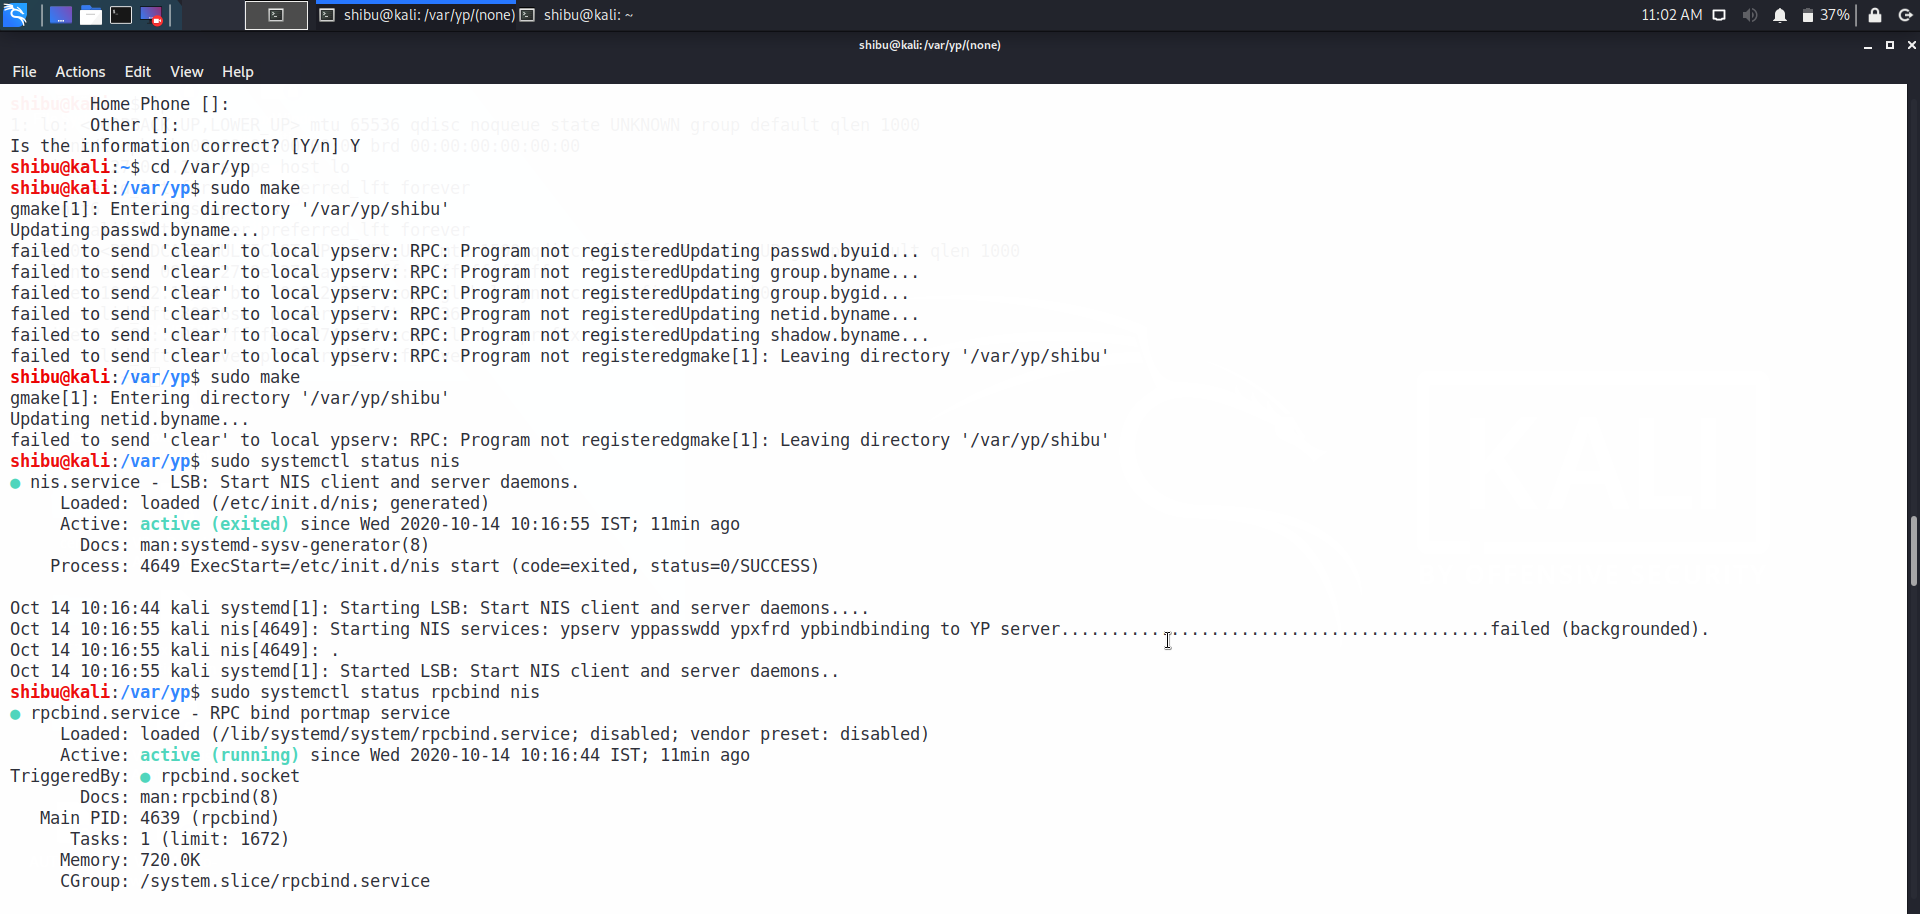 shibu@kali: /var/yp/(none)
shibu@kali: ~
11:02 AM
37%
shibu@kali: /var/yp/(none)
File Actions Edit View Help
Home Phone []:
Other []:
Is the information correct? [Y/n] Y
shibu@kali:~$ cd /var/yp
shibu@kali:/var/yp$ sudo make
gmake[1]: Entering directory '/var/yp/shibu'
Updating passwd.byname...
failed to send 'clear' to local ypserv: RPC: Program not registeredUpdating passwd.byuid...
failed to send 'clear' to local ypserv: RPC: Program not registeredUpdating group.byname...
failed to send 'clear' to local ypserv: RPC: Program not registeredUpdating group.bygid...
failed to send 'clear' to local ypserv: RPC: Program not registeredUpdating netid.byname...
failed to send 'clear' to local ypserv: RPC: Program not registeredUpdating shadow.byname...
failed to send 'clear' to local ypserv: RPC: Program not registeredgmake[1]: Leaving directory '/var/yp/shibu'
shibu@kali:/var/yp$ sudo make
gmake[1]: Entering directory '/var/yp/shibu'
Updating netid.byname...
failed to send 'clear' to local ypserv: RPC: Program not registeredgmake[1]: Leaving directory '/var/yp/shibu'
shibu@kali:/var/yp$ sudo systemctl status nis
● nis.service - LSB: Start NIS client and server daemons.
Loaded: loaded (/etc/init.d/nis; generated)
Active: active (exited) since Wed 2020-10-14 10:16:55 IST; 11min ago
Docs: man:systemd-sysv-generator(8)
Process: 4649 ExecStart=/etc/init.d/nis start (code=exited, status=0/SUCCESS)
Oct 14 10:16:44 kali systemd[1]: Starting LSB: Start NIS client and server daemons....
Oct 14 10:16:55 kali nis[4649]: Starting NIS services: ypserv yppasswdd ypxfrd ypbindbinding to YP server...........................................failed (backgrounded).
Oct 14 10:16:55 kali nis[4649]: .
Oct 14 10:16:55 kali systemd[1]: Started LSB: Start NIS client and server daemons..
shibu@kali:/var/yp$ sudo systemctl status rpcbind nis
● rpcbind.service - RPC bind portmap service
Loaded: loaded (/lib/systemd/system/rpcbind.service; disabled; vendor preset: disabled)
Active: active (running) since Wed 2020-10-14 10:16:44 IST; 11min ago
TriggeredBy: ● rpcbind.socket
Docs: man:rpcbind(8)
Main PID: 4639 (rpcbind)
Tasks: 1 (limit: 1672)
Memory: 720.0K
CGroup: /system.slice/rpcbind.service